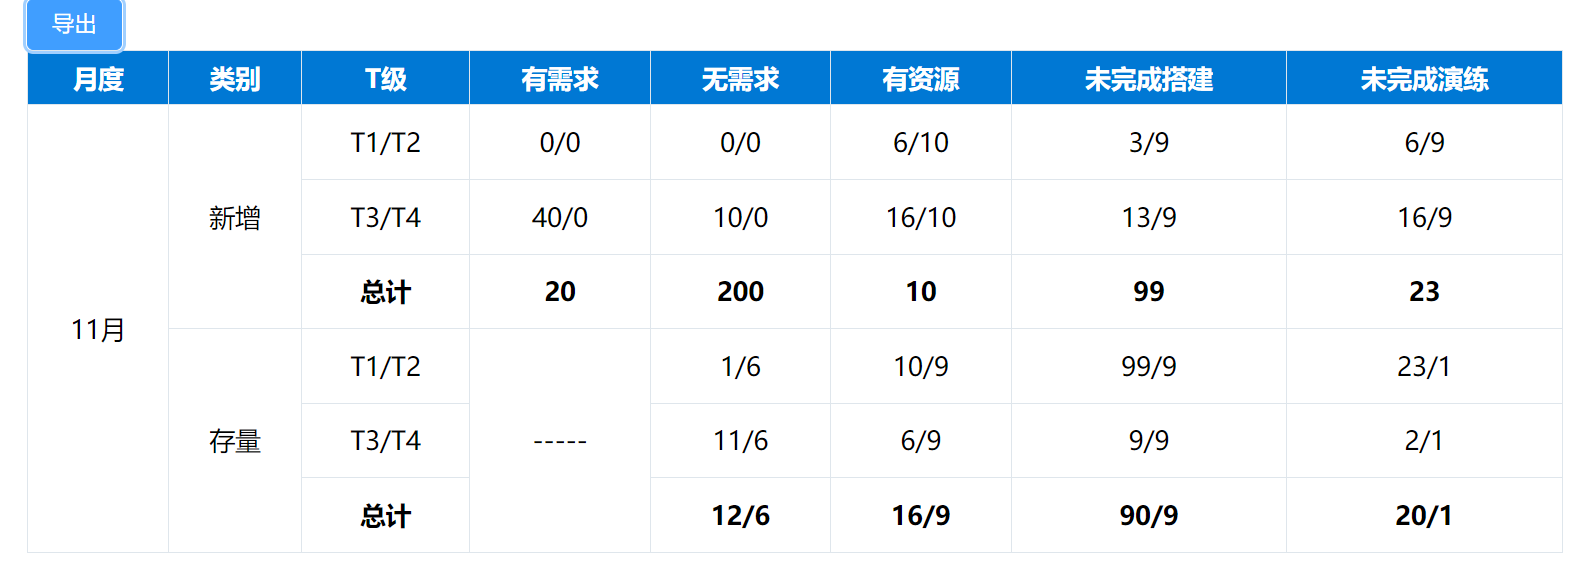 导出
月度 类别 T级 有需求 无需求 有资源 未完成搭建 未完成演练
T1/T2 0/0 0/0 6/10 3/9 6/9
新增 T3/T4 40/0 10/0 16/10 13/9 16/9
总计 20 200 10 99 23
11月
T1/T2 1/6 10/9 99/9 23/1
存量 T3/T4 ----- 11/6 6/9 9/9 2/1
总计 12/6 16/9 90/9 20/1